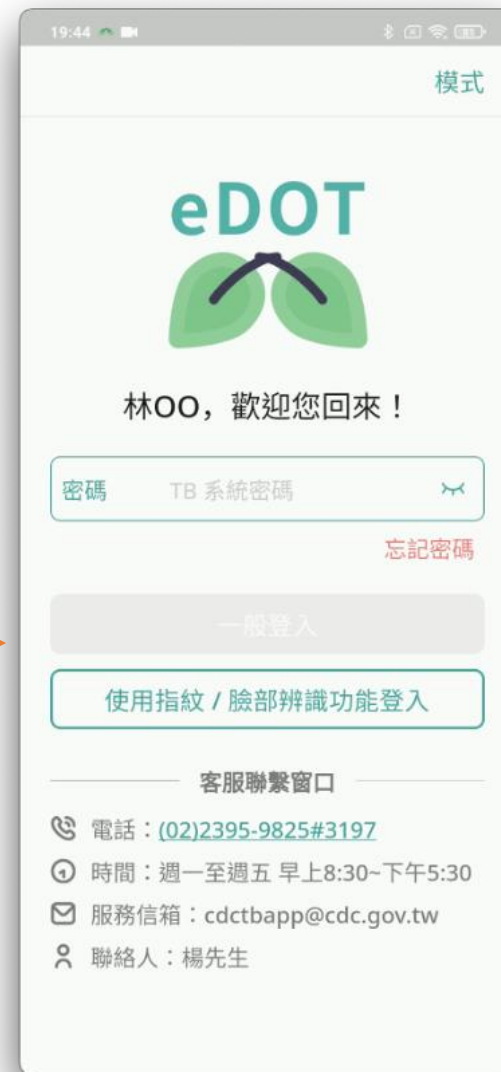 19:44
模式
eDOT
林OO，歡迎您回來！
密碼 TB 系統密碼
忘記密碼
一般登入
使用指紋 / 臉部辨識功能登入
客服聯繫窗口
電話：(02)2395-9825#3197
時間：週一至週五 早上8:30~下午5:30
服務信箱：cdctbapp@cdc.gov.tw
聯絡人：楊先生